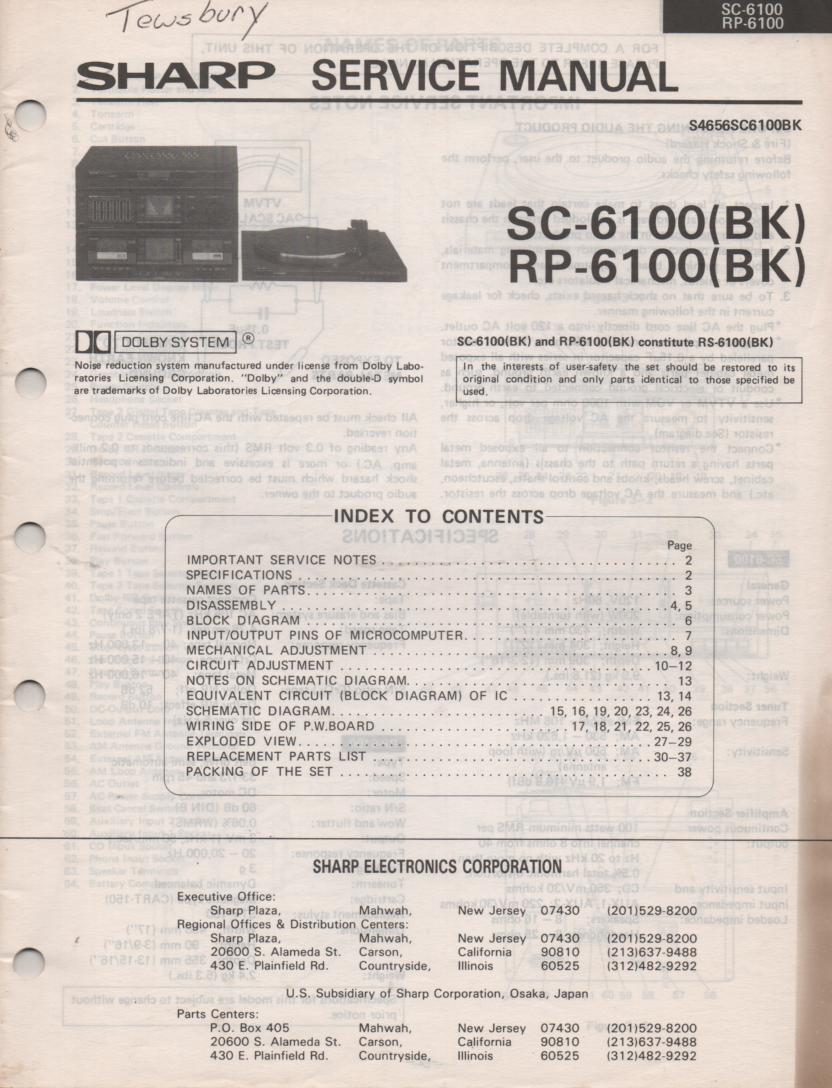 Tewsbury
SC-6100
RP-6100
SHARP SERVICE MANUAL
S4656SC6100BK
SC-6100(BK)
RP-6100(BK)
DOLBY SYSTEM ®
Noise reduction system manufactured under license from Dolby Labo-
ratories Licensing Corporation. "Dolby" and the double-D symbol
are trademarks of Dolby Laboratories Licensing Corporation.
SC-6100(BK) and RP-6100(BK) constitute RS-6100(BK)
In the interests of user-safety the set should be restored to its
original condition and only parts identical to those specified be
used.
INDEX TO CONTENTS
Page
IMPORTANT SERVICE NOTES . . . . . . . . . . . . . . . . . . . . 2
SPECIFICATIONS . . . . . . . . . . . . . . . . . . . . 2
NAMES OF PARTS . . . . . . . . . . . . . . . . . . . . 3
DISASSEMBLY . . . . . . . . . . . . . . . . . . . . 4, 5
BLOCK DIAGRAM . . . . . . . . . . . . . . . . . . . . 6
INPUT/OUTPUT PINS OF MICROCOMPUTER. . . . . . . . . . . . . . . . . . . . 7
MECHANICAL ADJUSTMENT . . . . . . . . . . . . . . . . . . . . 8, 9
CIRCUIT ADJUSTMENT . . . . . . . . . . . . . . . . . . . . 10–12
NOTES ON SCHEMATIC DIAGRAM. . . . . . . . . . . . . . . . . . . . 13
EQUIVALENT CIRCUIT (BLOCK DIAGRAM) OF IC . . . . . . . . . . . . . . 13, 14
SCHEMATIC DIAGRAM. . . . . . . . . . . . . . . . 15, 16, 19, 20, 23, 24, 26
WIRING SIDE OF P.W.BOARD . . . . . . . . . . . . . . 17, 18, 21, 22, 25, 26
EXPLODED VIEW. . . . . . . . . . . . . . . . . . . . 27–29
REPLACEMENT PARTS LIST . . . . . . . . . . . . . . . . . . . . 30–37
PACKING OF THE SET . . . . . . . . . . . . . . . . . . . . 38
SHARP ELECTRONICS CORPORATION
Executive Office:
Sharp Plaza, Mahwah, New Jersey 07430 (201)529-8200
Regional Offices & Distribution Centers:
Sharp Plaza, Mahwah, New Jersey 07430 (201)529-8200
20600 S. Alameda St. Carson, California 90810 (213)637-9488
430 E. Plainfield Rd. Countryside, Illinois 60525 (312)482-9292
U.S. Subsidiary of Sharp Corporation, Osaka, Japan
Parts Centers:
P.O. Box 405 Mahwah, New Jersey 07430 (201)529-8200
20600 S. Alameda St. Carson, California 90810 (213)637-9488
430 E. Plainfield Rd. Countryside, Illinois 60525 (312)482-9292